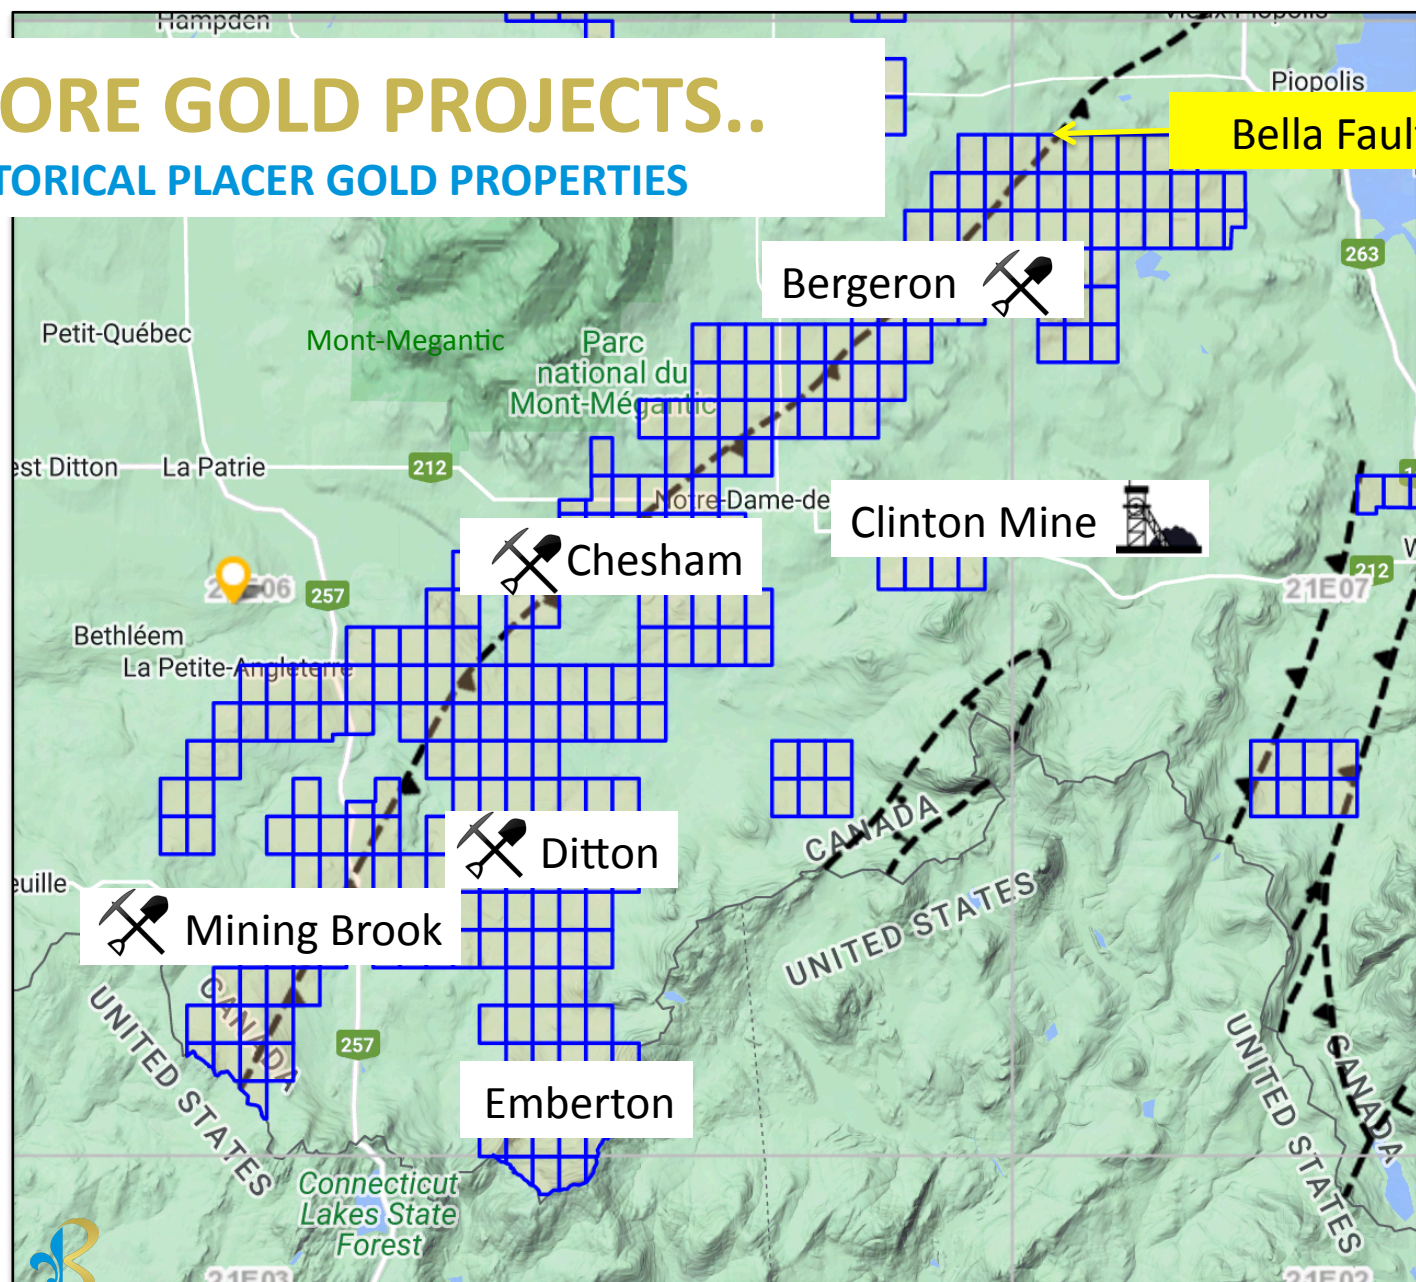 Hampden
Piopolis
ORE GOLD PROJECTS..
TORICAL PLACER GOLD PROPERTIES
Bella Faul
263
Bergeron
Petit-Québec
Mont-Megantic
Parc
national du
Mont-Mégantic
est Ditton
La Patrie
212
Notre-Dame-de
Clinton Mine
Chesham
21E06
257
212
21E07
Bethléem
La Petite-Angleterre
CANADA
UNITED STATES
Ditton
euille
Mining Brook
CANADA
UNITED STATES
257
Emberton
UNITED STATES
CANADA
Connecticut
Lakes State
Forest
21E03
21E02